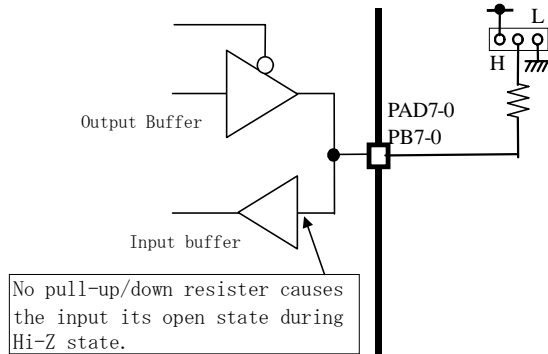 L
H
PAD7-0
PB7-0
Output Buffer
Input buffer
No pull-up/down resister causes
the input its open state during
Hi-Z state.